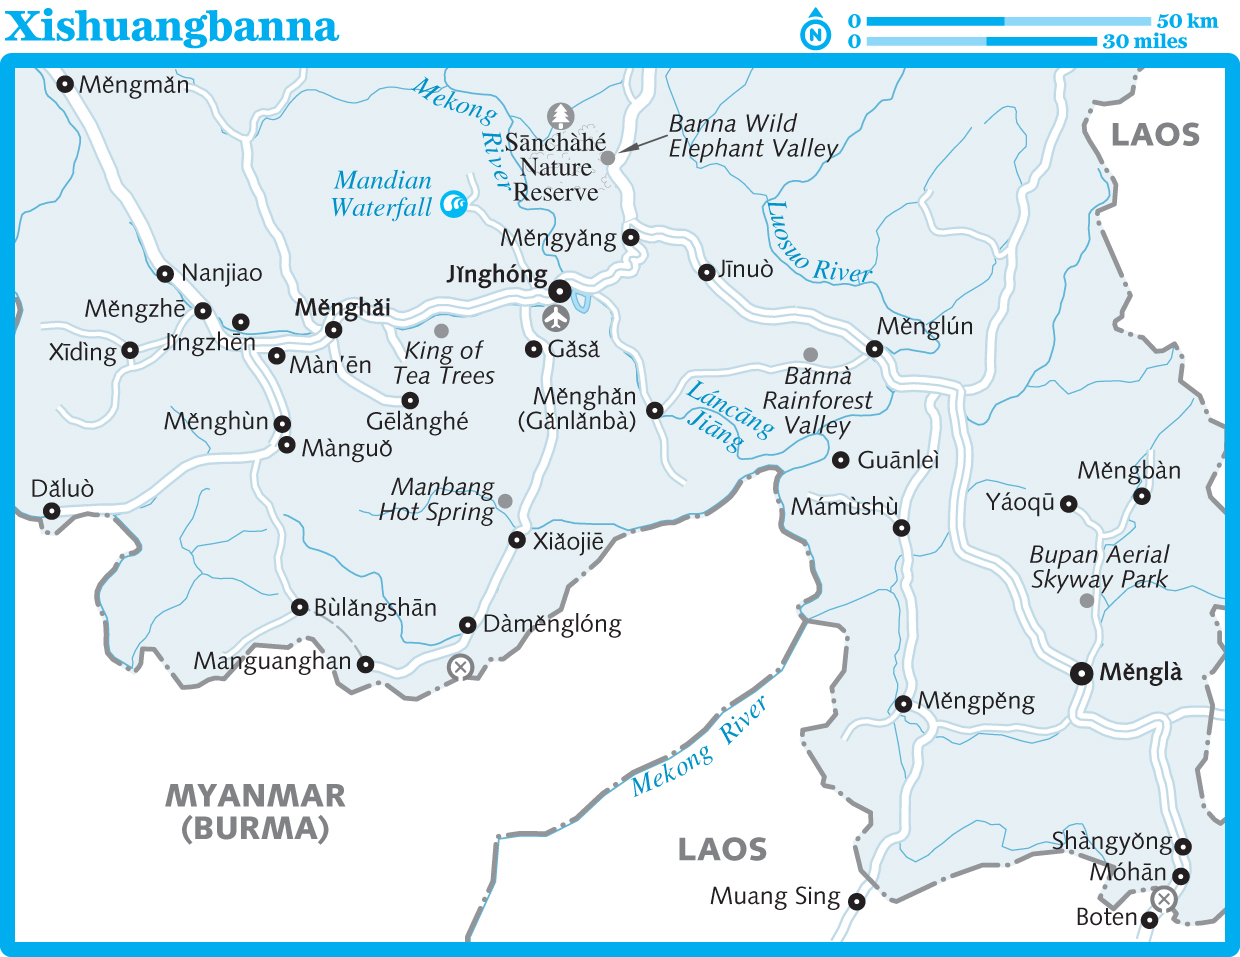 Xishuangbanna
0 50 km
N
0 30 miles
Měngmǎn
Mekong
River
Sānchàhé
Nature
Reserve
Banna Wild
Elephant Valley
LAOS
Mandian
Waterfall
Luosuo River
Měngyǎng
Nanjiao
Jǐnghóng
Jīnuò
Měngzhē
Měnghǎi
Jǐngzhēn
Měnglún
Xīdìng
Màn'ēn
King of
Tea Trees
Gǎsǎ
Bǎnnà
Rainforest
Valley
Měnghǎn
(Gǎnlǎnbà)
Láncāng
Jiāng
Měnghùn
Gēlǎnghé
Mànguǒ
Guānleì
Dǎluò
Manbang
Hot Spring
Mámùshù
Yáoqū
Měngbàn
Xiǎojiē
Bupan Aerial
Skyway Park
Bùlǎngshān
Dàměnglóng
Manguanghan
Měnglà
Měngpěng
Mekong River
MYANMAR
(BURMA)
LAOS
Shàngyǒng
Móhān
Muang Sing
Boten